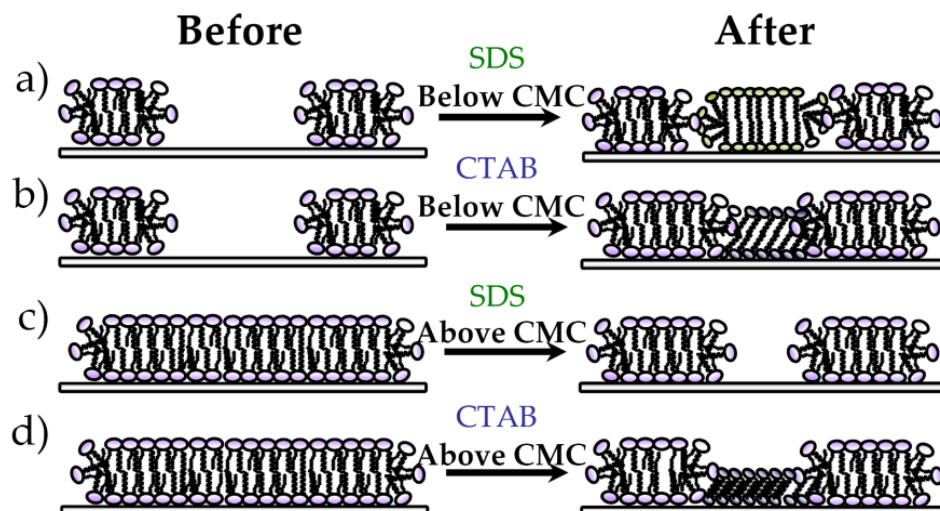 Before
After
a)
SDS
Below CMC
b)
CTAB
Below CMC
c)
SDS
Above CMC
d)
CTAB
Above CMC